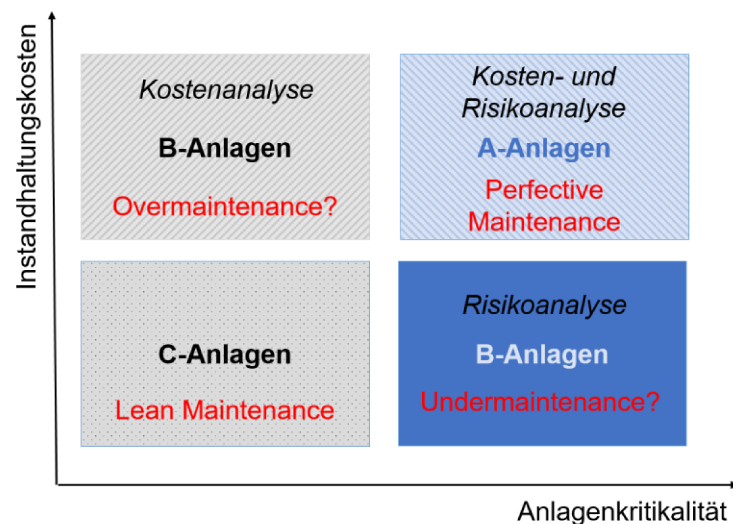 Instandhaltungskosten
Kostenanalyse
B-Anlagen
Overmaintenance?
Kosten- und
Risikoanalyse
A-Anlagen
Perfective
Maintenance
C-Anlagen
Lean Maintenance
Risikoanalyse
B-Anlagen
Undermaintenance?
Anlagenkritikalität